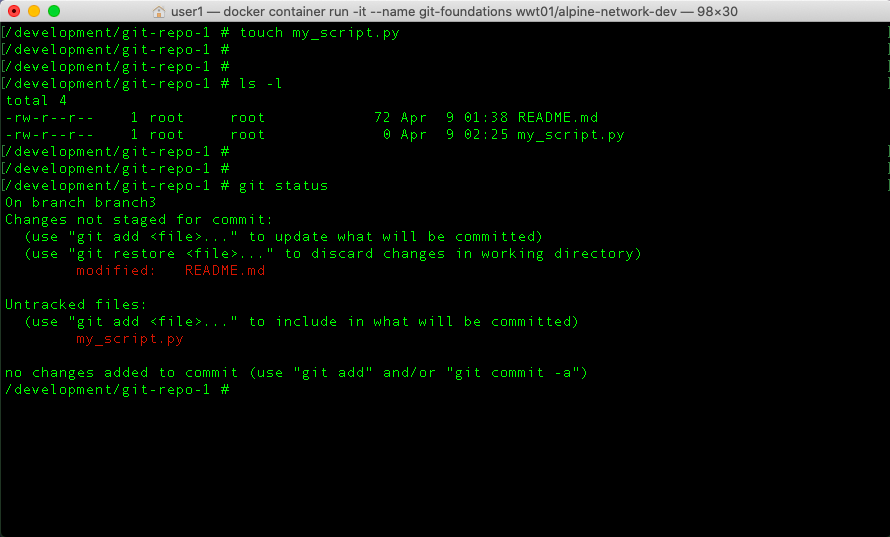 user1 — docker container run -it --name git-foundations wwt01/alpine-network-dev — 98×30
[/development/git-repo-1 # touch my_script.py ]
[/development/git-repo-1 # ]
[/development/git-repo-1 # ]
[/development/git-repo-1 # ls -l ]
total 4
-rw-r--r--    1 root     root            72 Apr  9 01:38 README.md
-rw-r--r--    1 root     root             0 Apr  9 02:25 my_script.py
[/development/git-repo-1 # ]
[/development/git-repo-1 # ]
[/development/git-repo-1 # git status ]
On branch branch3
Changes not staged for commit:
  (use "git add <file>..." to update what will be committed)
  (use "git restore <file>..." to discard changes in working directory)
        modified:   README.md

Untracked files:
  (use "git add <file>..." to include in what will be committed)
        my_script.py

no changes added to commit (use "git add" and/or "git commit -a")
/development/git-repo-1 #